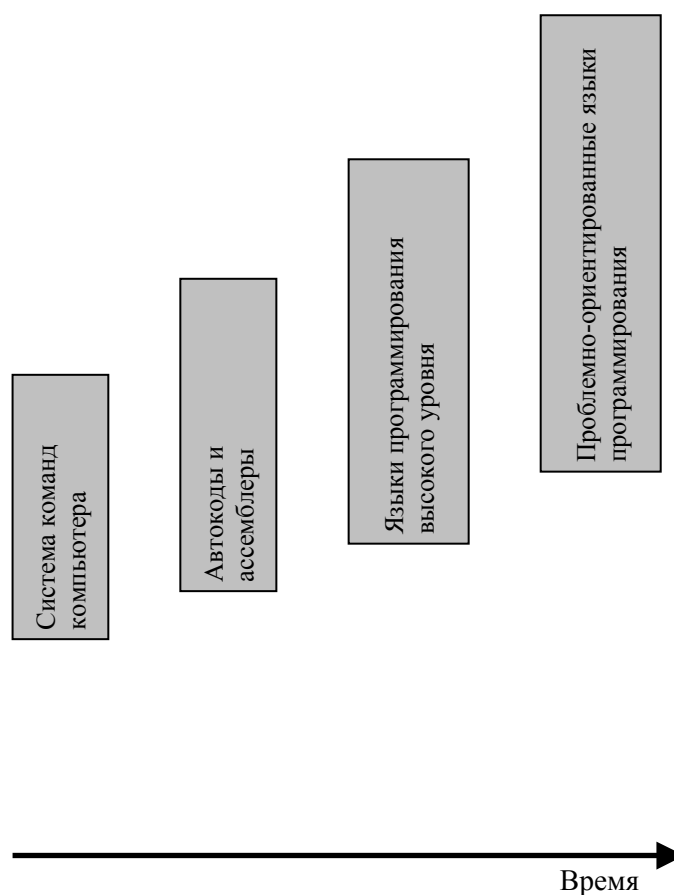 Система команд
компьютера
Автокоды и
ассемблеры
Языки программирования
высокого уровня
Проблемно-ориентированные языки
программирования
Время